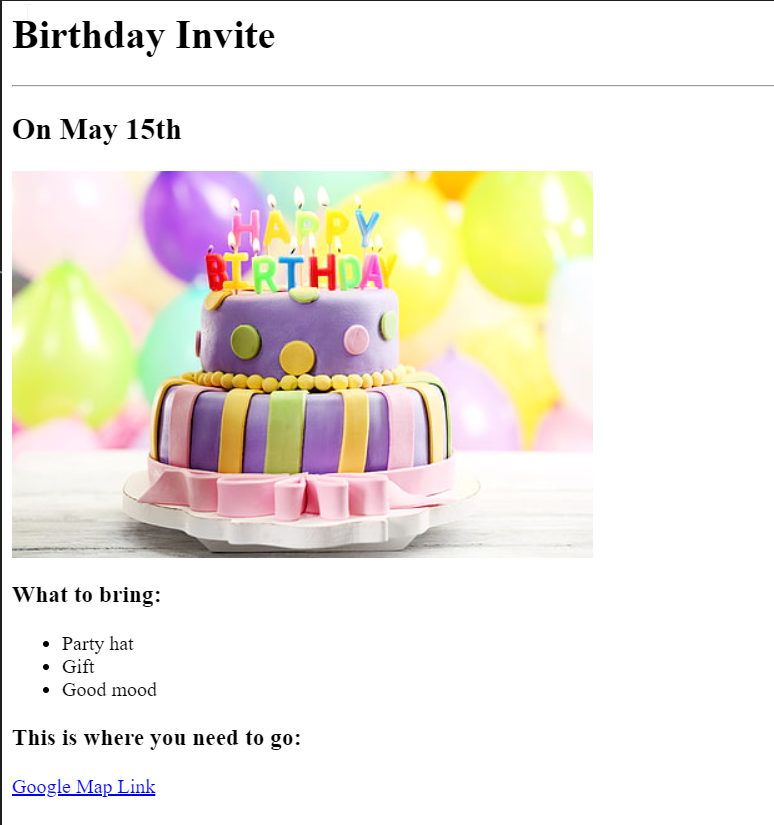 Birthday Invite
On May 15th
HAPPY
BIRTHDAY
What to bring:
Party hat
Gift
Good mood
This is where you need to go:
Google Map Link